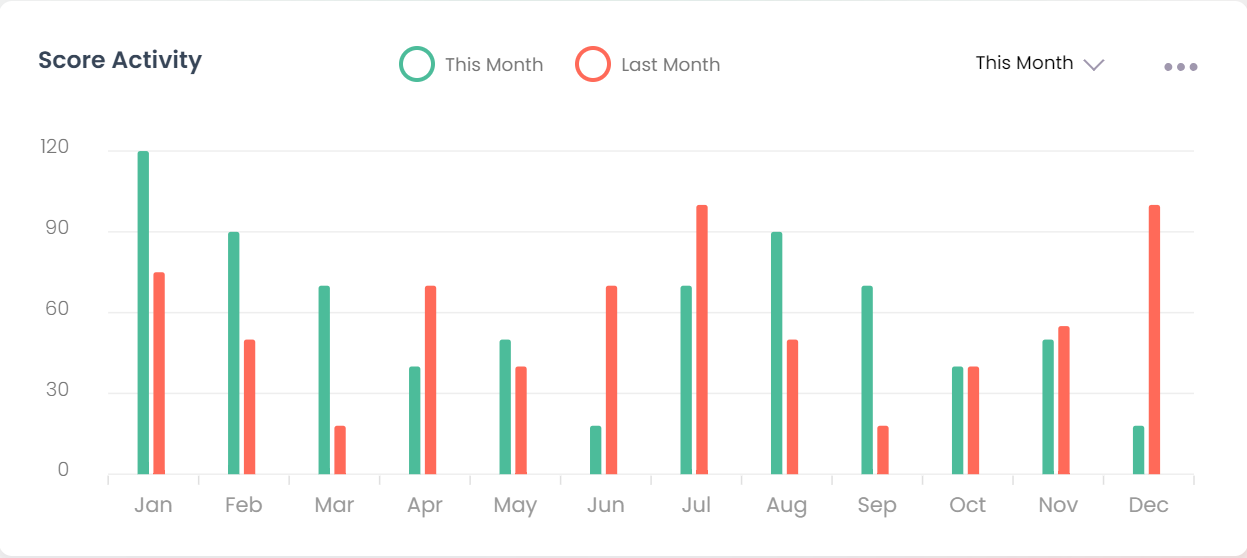 Score Activity
This Month
Last Month
This Month
120
90
60
30
0
Jan Feb Mar Apr May Jun Jul Aug Sep Oct Nov Dec